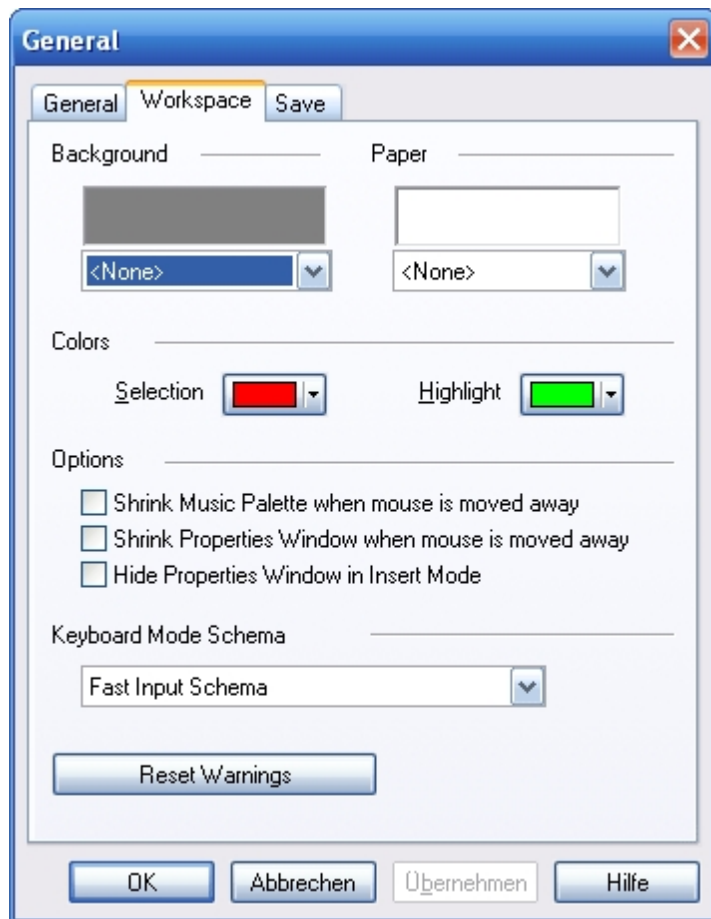 General
General Workspace Save
Background Paper
<None> <None>
Colors
Selection Highlight
Options
Shrink Music Palette when mouse is moved away
Shrink Properties Window when mouse is moved away
Hide Properties Window in Insert Mode
Keyboard Mode Schema
Fast Input Schema
Reset Warnings
OK Abbrechen Übernehmen Hilfe